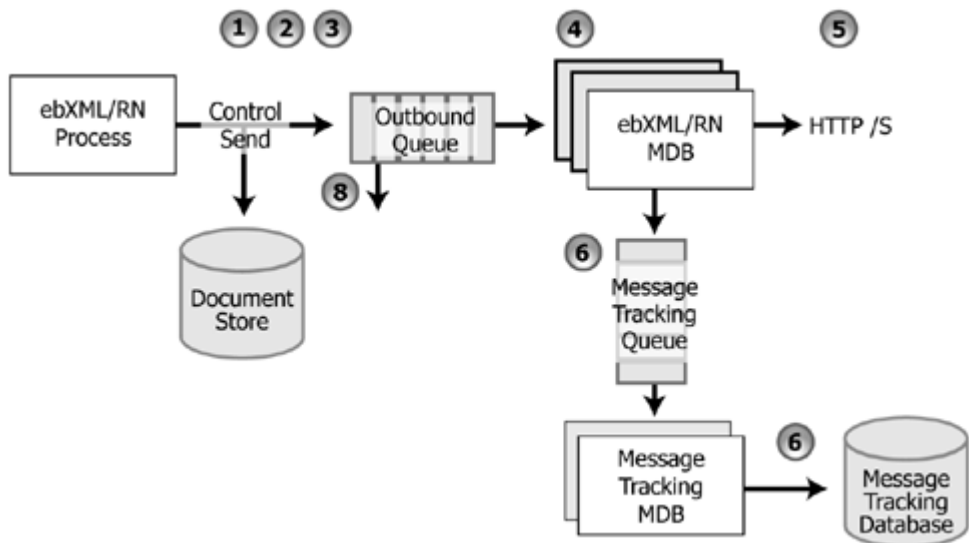 1 2 3 4 5
ebXML/RN
Process
Control
Send
Outbound
Queue
ebXML/RN
MDB
HTTP /S
8
Document
Store
6
Message
Tracking
Queue
Message
Tracking
MDB
6
Message
Tracking
Database